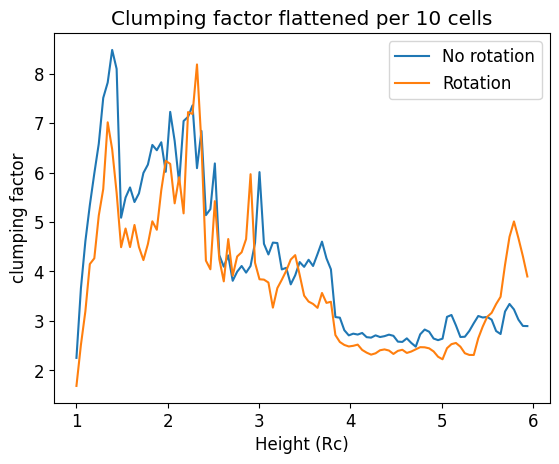 Clumping factor flattened per 10 cells
No rotation
Rotation
clumping factor
8
7
6
5
4
3
2
1 2 3 4 5 6
Height (Rc)